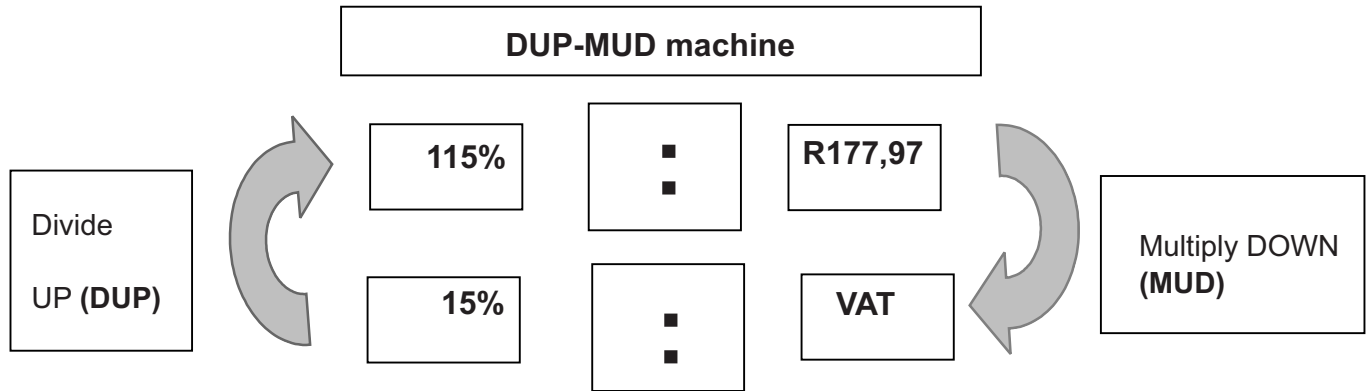 DUP-MUD machine
115%
:
R177,97
Divide
UP (DUP)
15%
:
VAT
Multiply DOWN
(MUD)